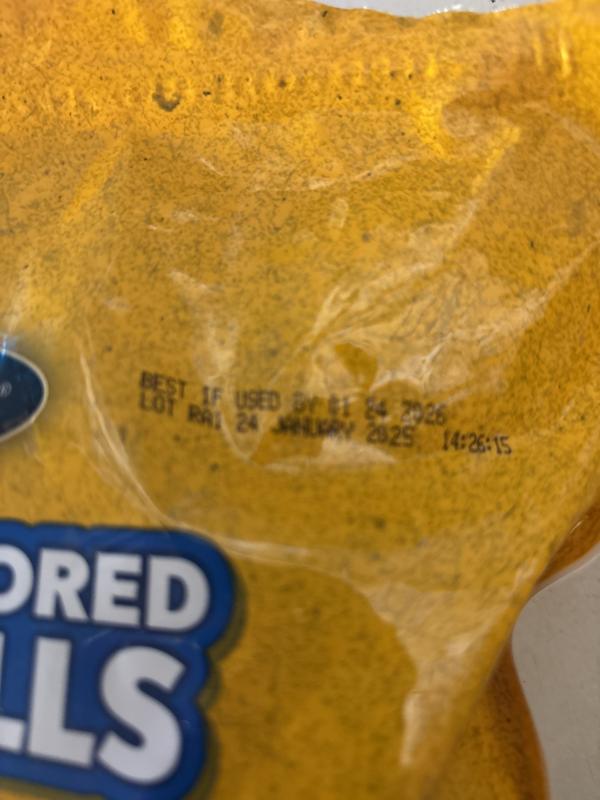 BEST IF USED BY 01 24 2026
LOT RA1 24 JANUARY 2025 14:26:15
®
ORED
LLS